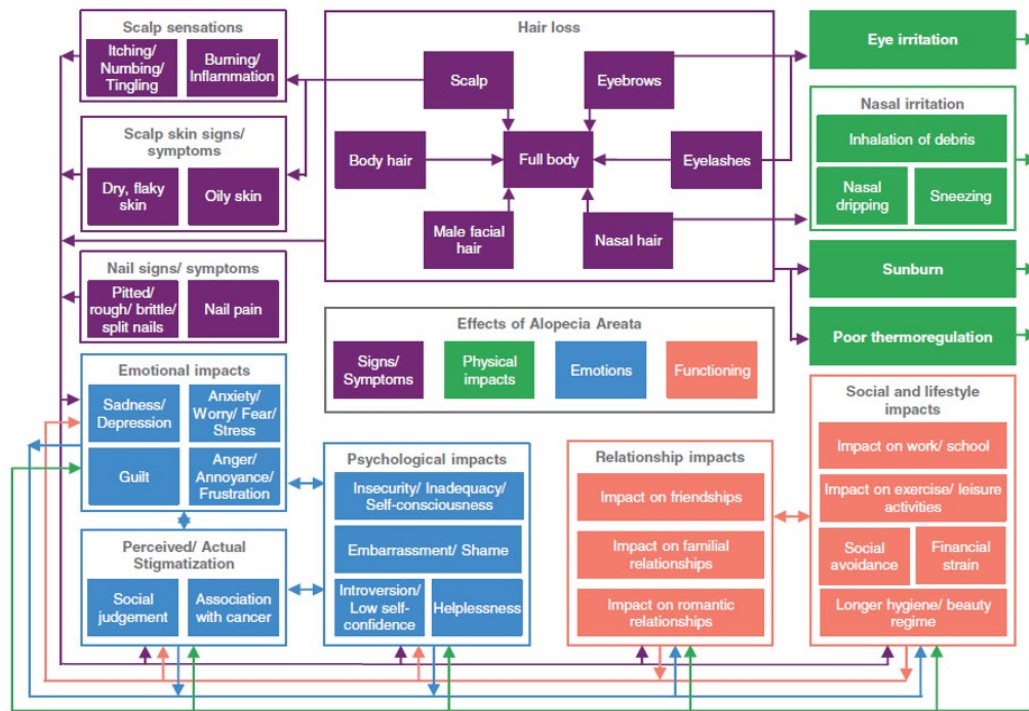 Scalp sensations
Itching/
Numbing/
Tingling
Burning/
Inflammation
Scalp skin signs/
symptoms
Dry, flaky
skin
Oily skin
Nail signs/ symptoms
Pitted/
rough/ brittle/
split nails
Nail pain
Hair loss
Scalp
Eyebrows
Body hair
Full body
Eyelashes
Male facial
hair
Nasal hair
Eye irritation
Nasal irritation
Inhalation of debris
Nasal
dripping
Sneezing
Sunburn
Poor thermoregulation
Effects of Alopecia Areata
Signs/
Symptoms
Physical
impacts
Emotions
Functioning
Emotional impacts
Sadness/
Depression
Anxiety/
Worry/ Fear/
Stress
Guilt
Anger/
Annoyance/
Frustration
Perceived/ Actual
Stigmatization
Social
judgement
Association
with cancer
Psychological impacts
Insecurity/ Inadequacy/
Self-consciousness
Embarrassment/ Shame
Introversion/
Low self-
confidence
Helplessness
Relationship impacts
Impact on friendships
Impact on familial
relationships
Impact on romantic
relationships
Social and lifestyle
impacts
Impact on work/ school
Impact on exercise/ leisure
activities
Social
avoidance
Financial
strain
Longer hygiene/ beauty
regime